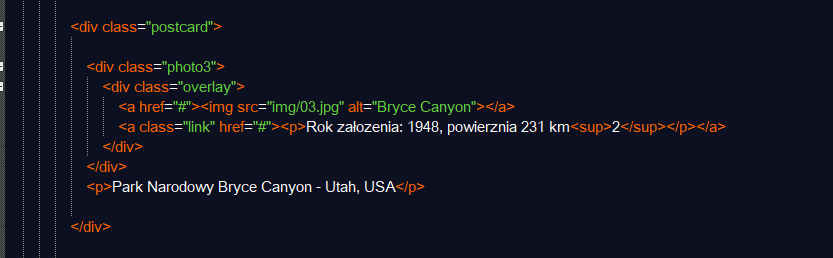 <div class="postcard">
<div class="photo3">
<div class="overlay">
<a href="#"><img src="img/03.jpg" alt="Bryce Canyon"></a>
<a class="link" href="#"><p>Rok założenia: 1948, powierznia 231 km<sup>2</sup></p></a>
</div>
</div>
<p>Park Narodowy Bryce Canyon - Utah, USA</p>
</div>